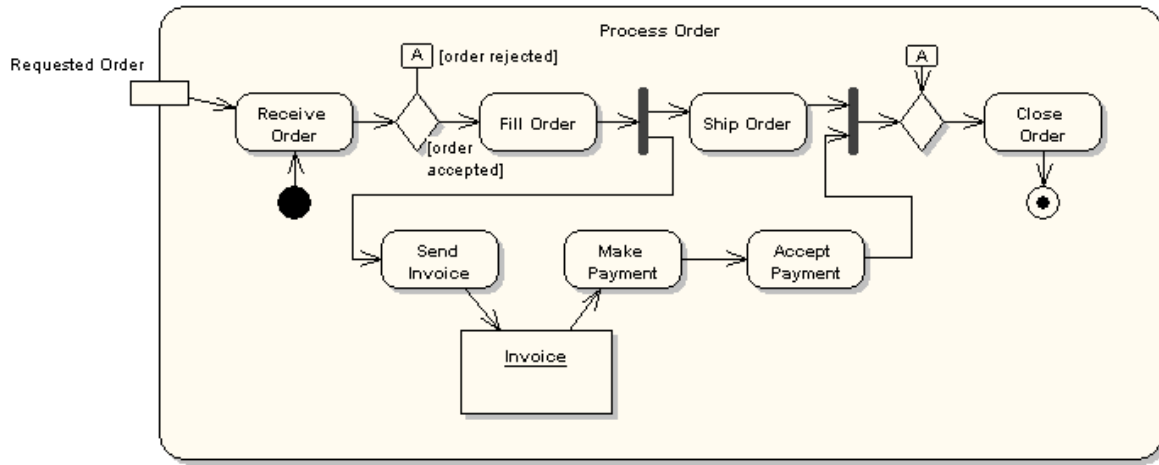 Process Order
Requested Order
A
[order rejected]
A
Receive
Order
Fill Order
Ship Order
Close
Order
[order
accepted]
Send
Invoice
Make
Payment
Accept
Payment
Invoice